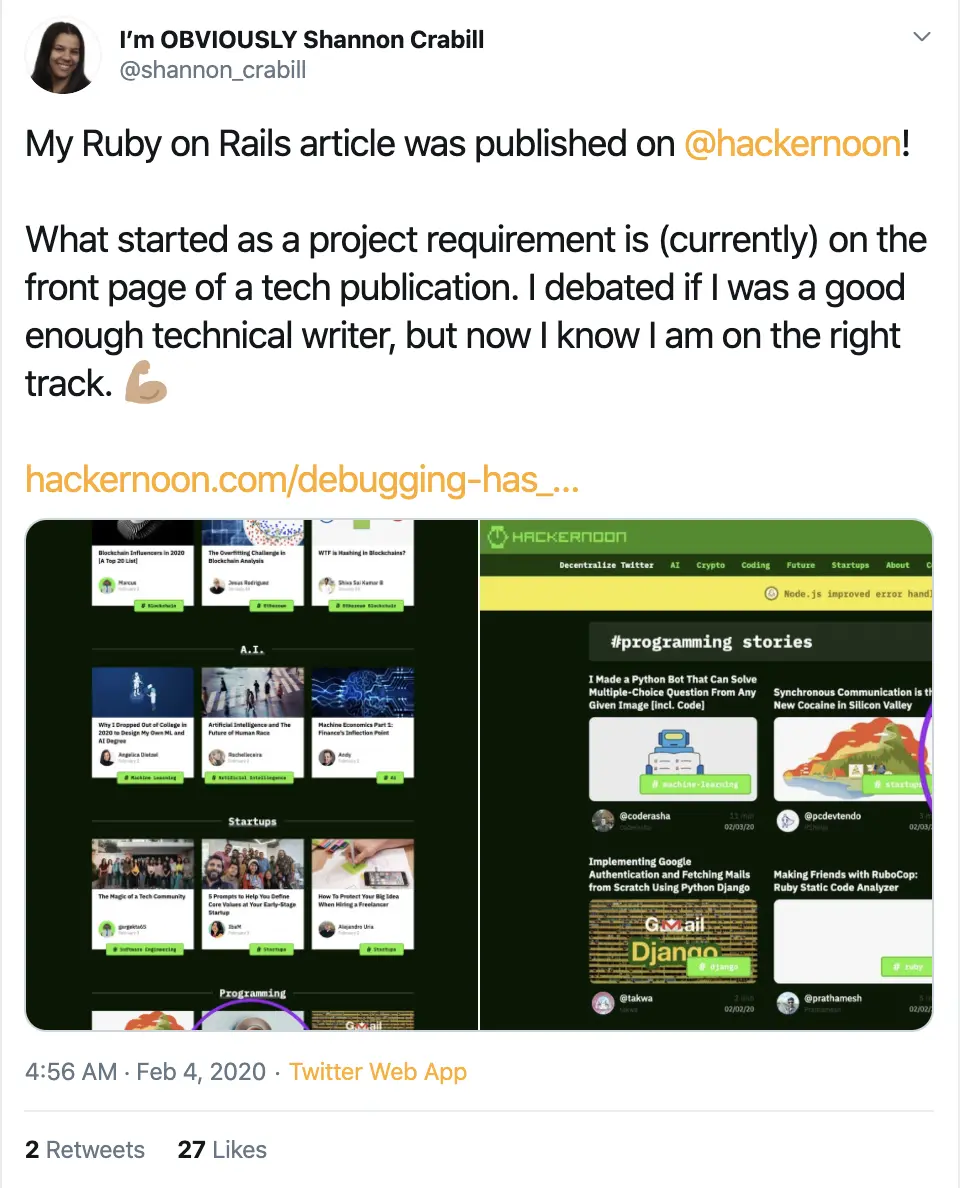 I'm OBVIOUSLY Shannon Crabill
@shannon_crabill
My Ruby on Rails article was published on @hackernoon!
What started as a project requirement is (currently) on the
front page of a tech publication. I debated if I was a good
enough technical writer, but now I know I am on the right
track.
hackernoon.com/debugging-has_...
Blockchain Influencers in 2020
[A Top 20 List]
Marcus
# Blockchain
The Overfitting Challenge in
Blockchain Analysis
Jesus Rodriguez
# Ethereum
WTF is Hashing in Blockchains?
Shiva Sai Kumar B
# Ethereum Blockchain
A.I.
Why I Dropped Out of College in
2020 to Design My Own ML and
AI Degree
Angelica Dietzel
# Machine Learning
Artificial Intelligence and The
Future of Human Race
# Artificial Intelligence
Machine Economics Part 1:
Finance's Inflection Point
Andy
# AI
Startups
The Magic of a Tech Community
gurgekto65
# Software Engineering
5 Prompts to Help You Define
Core Values at Your Early-Stage
Startup
# Startups
How To Protect Your Big Idea
When Hiring a Freelancer
Alejandro Uria
# Startups
Programming
Gmail
HACKERNOON
Decentralize Twitter AI Crypto Coding Future Startups About
Node.js improved error handl
#programming stories
I Made a Python Bot That Can Solve
Multiple-Choice Question From Any
Given Image [incl. Code]
# machine-learning
@coderasha
11 min
02/03/20
Synchronous Communication is th
New Cocaine in Silicon Valley
# startups
@pcdevtendo
02/03/
Implementing Google
Authentication and Fetching Mails
from Scratch Using Python Django
Gmail
Django
# django
@takwa
02/02/20
Making Friends with RuboCop:
Ruby Static Code Analyzer
# ruby
@prathamesh
02/02/
4:56 AM · Feb 4, 2020 · Twitter Web App
2 Retweets 27 Likes